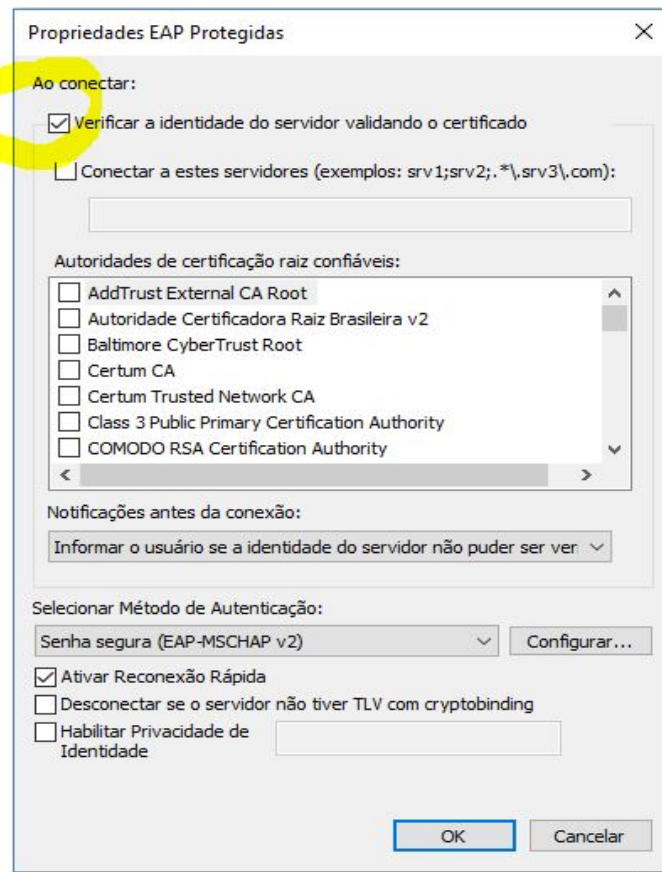 Propriedades EAP Protegidas
Ao conectar:
Verificar a identidade do servidor validando o certificado
Conectar a estes servidores (exemplos: srv1;srv2;.*\.srv3\.com):
Autoridades de certificação raiz confiáveis:
AddTrust External CA Root
Autoridade Certificadora Raiz Brasileira v2
Baltimore CyberTrust Root
Certum CA
Certum Trusted Network CA
Class 3 Public Primary Certification Authority
COMODO RSA Certification Authority
Notificações antes da conexão:
Informar o usuário se a identidade do servidor não puder ver
Selecionar Método de Autenticação:
Senha segura (EAP-MSCHAP v2)
Configurar...
Ativar Reconexão Rápida
Desconectar se o servidor não tiver TLV com cryptobinding
Habilitar Privacidade de
Identidade
OK
Cancelar